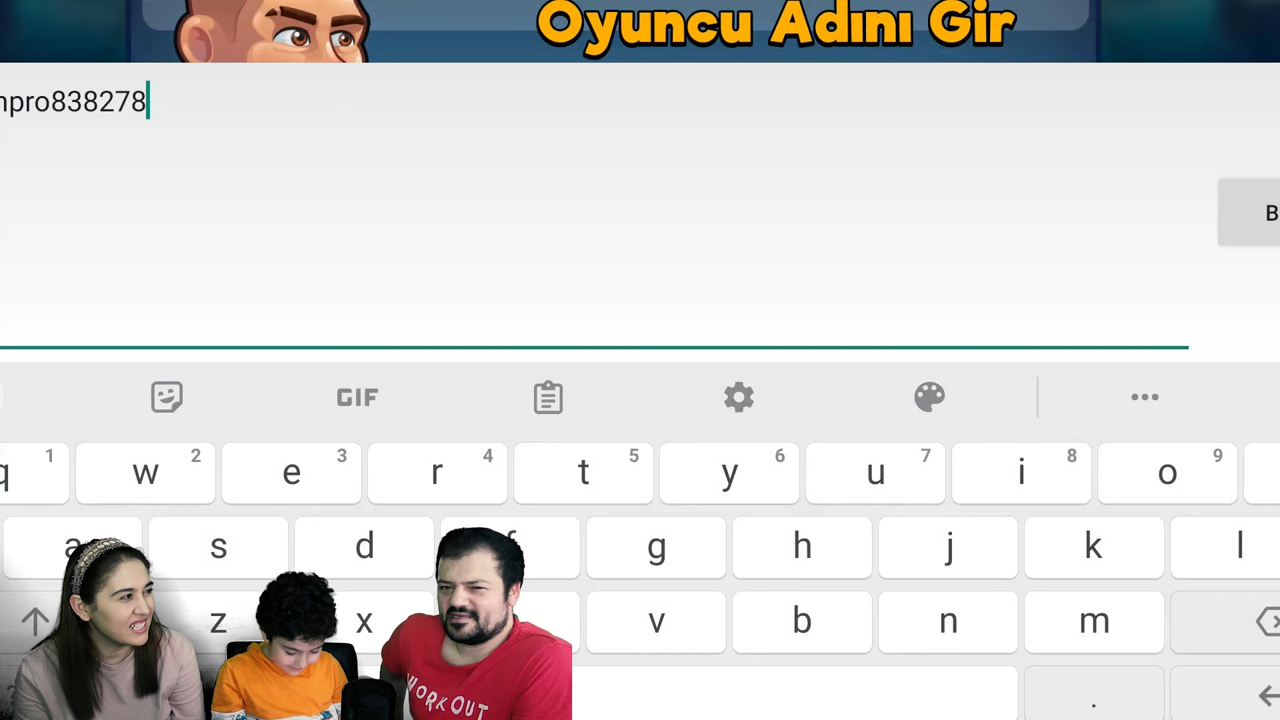 Oyuncu Adını Gir
npro838278
B
GIF
q 1 w 2 e 3 r 4 t 5 y 6 u 7 i 8 o 9
a s d f g h j k l
z x v b n m
.
WORKOUT